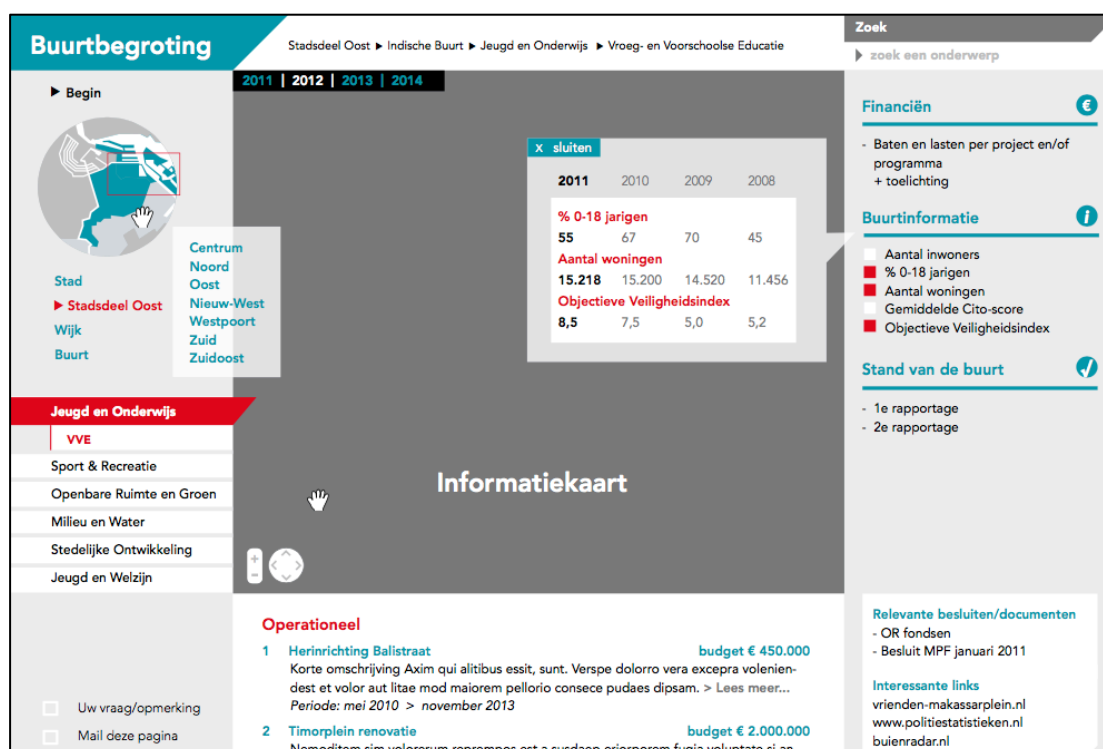 Buurtbegroting
Stadsdeel Oost ▶ Indische Buurt ▶ Jeugd en Onderwijs ▶ Vroeg- en Voorschoolse Educatie
Zoek
▶ zoek een onderwerp
▶ Begin
2011 | 2012 | 2013 | 2014
Stad
▶ Stadsdeel Oost
Wijk
Buurt
Centrum
Noord
Oost
Nieuw-West
Westpoort
Zuid
Zuidoost
x sluiten
2011 2010 2009 2008
% 0-18 jarigen
55 67 70 45
Aantal woningen
15.218 15.200 14.520 11.456
Objectieve Veiligheidsindex
8,5 7,5 5,0 5,2
Financiën €
- Baten en lasten per project en/of
programma
+ toelichting
Buurtinformatie i
Aantal inwoners
% 0-18 jarigen
Aantal woningen
Gemiddelde Cito-score
Objectieve Veiligheidsindex
Stand van de buurt
- 1e rapportage
- 2e rapportage
Jeugd en Onderwijs
VVE
Sport & Recreatie
Openbare Ruimte en Groen
Milieu en Water
Stedelijke Ontwikkeling
Jeugd en Welzijn
Informatiekaart
+
-
Operationeel
1 Herinrichting Balistraat budget € 450.000
Korte omschrijving Axim qui alitibus essit, sunt. Verspe dolorro vera excepra volenien-
dest et volor aut litae mod maiorem pellorio consece pudaes dipsam. > Lees meer...
Periode: mei 2010 > november 2013
2 Timorplein renovatie budget € 2.000.000
Uw vraag/opmerking
Mail deze pagina
Relevante besluiten/documenten
- OR fondsen
- Besluit MPF januari 2011
Interessante links
vrienden-makassarplein.nl
www.politiestatistieken.nl
buienradar.nl